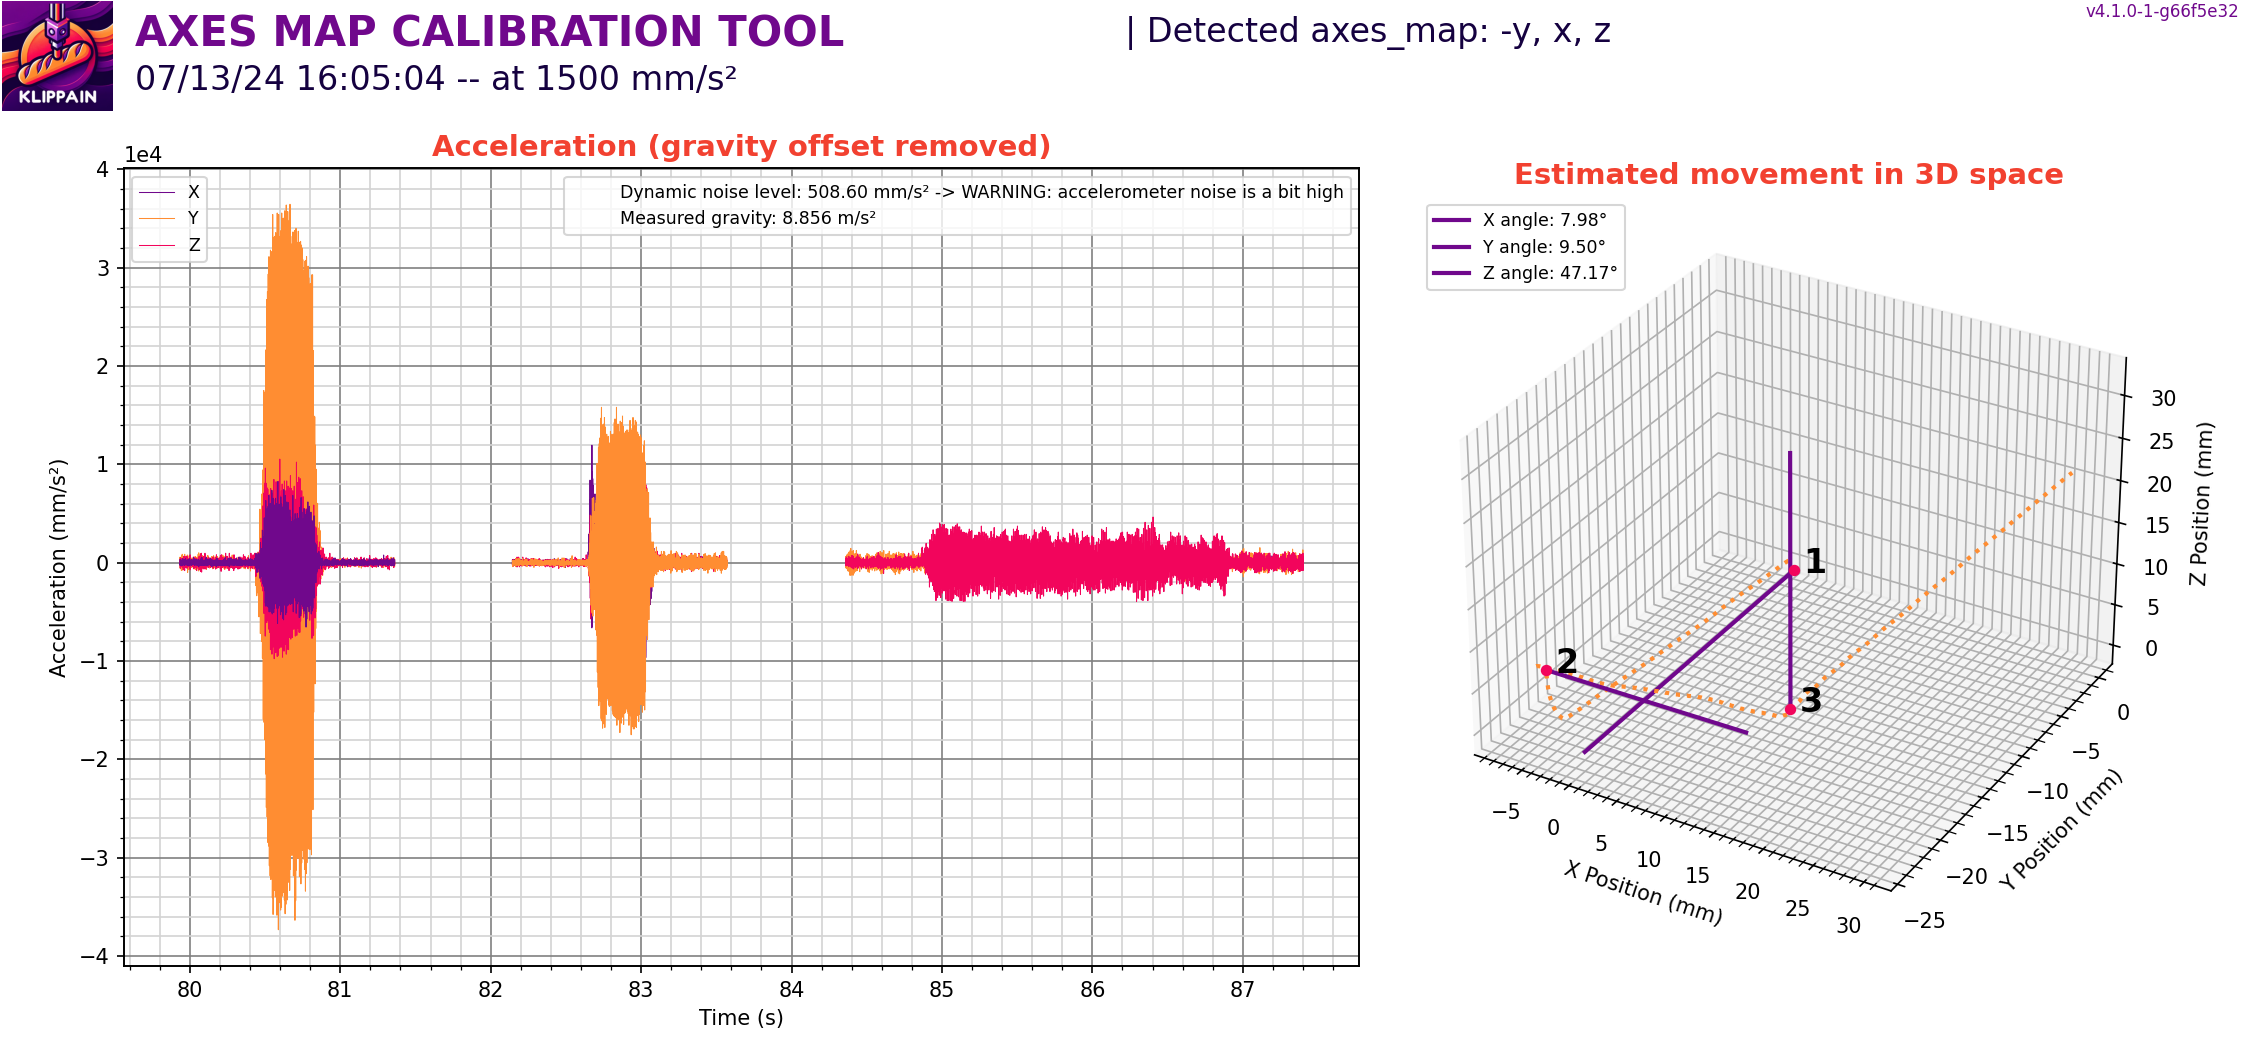 KLIPPAIN
AXES MAP CALIBRATION TOOL
07/13/24 16:05:04 -- at 1500 mm/s²
| Detected axes_map: -y, x, z
v4.1.0-1-g66f5e32
Acceleration (gravity offset removed)
1e4
X
Y
Z
Dynamic noise level: 508.60 mm/s² -> WARNING: accelerometer noise is a bit high
Measured gravity: 8.856 m/s²
4
3
2
1
0
−1
−2
−3
−4
Acceleration (mm/s²)
80 81 82 83 84 85 86 87
Time (s)
Estimated movement in 3D space
X angle: 7.98°
Y angle: 9.50°
Z angle: 47.17°
1
2
3
30
25
20
15
10
5
0
Z Position (mm)
0
−5
−10
−15
−20
−25
Y Position (mm)
−5
0
5
10
15
20
25
30
X Position (mm)